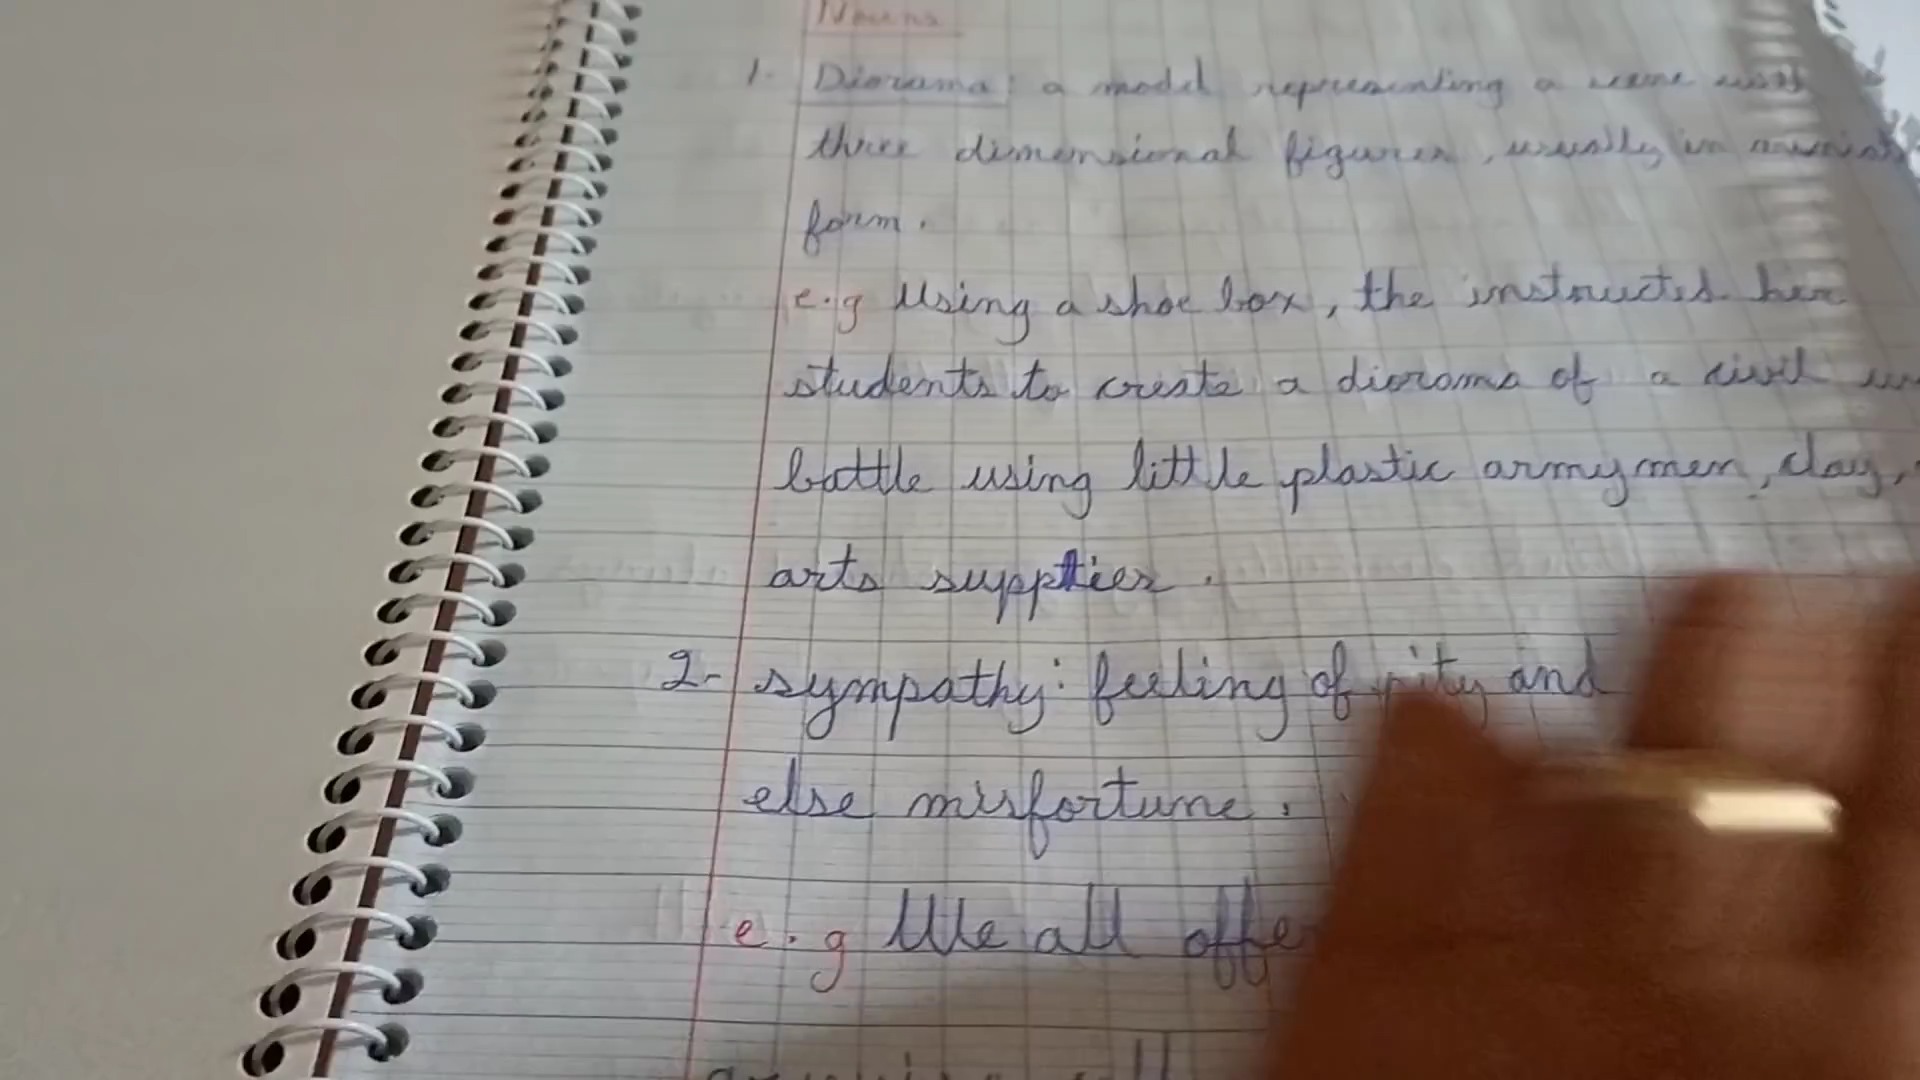 Nouns
1- Diorama: a model representing a scene
three dimensional figures, usually in
form.
e.g Using a shoe box, the instructed her
students to create a diorama of a civil
battle using little plastic army men, clay,
arts supplies.
2- sympathy: feeling of pity and
else misfortune.
e.g We all